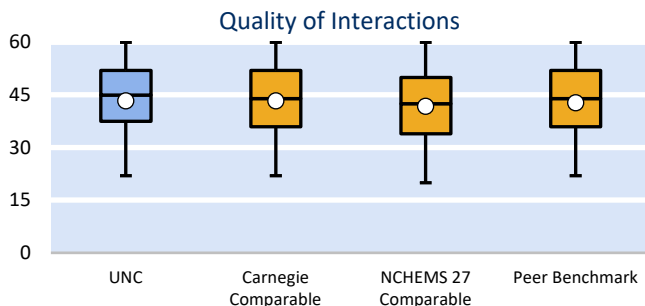 Quality of Interactions
60
45
30
15
0
UNC
Carnegie
Comparable
NCHEMS 27
Comparable
Peer Benchmark